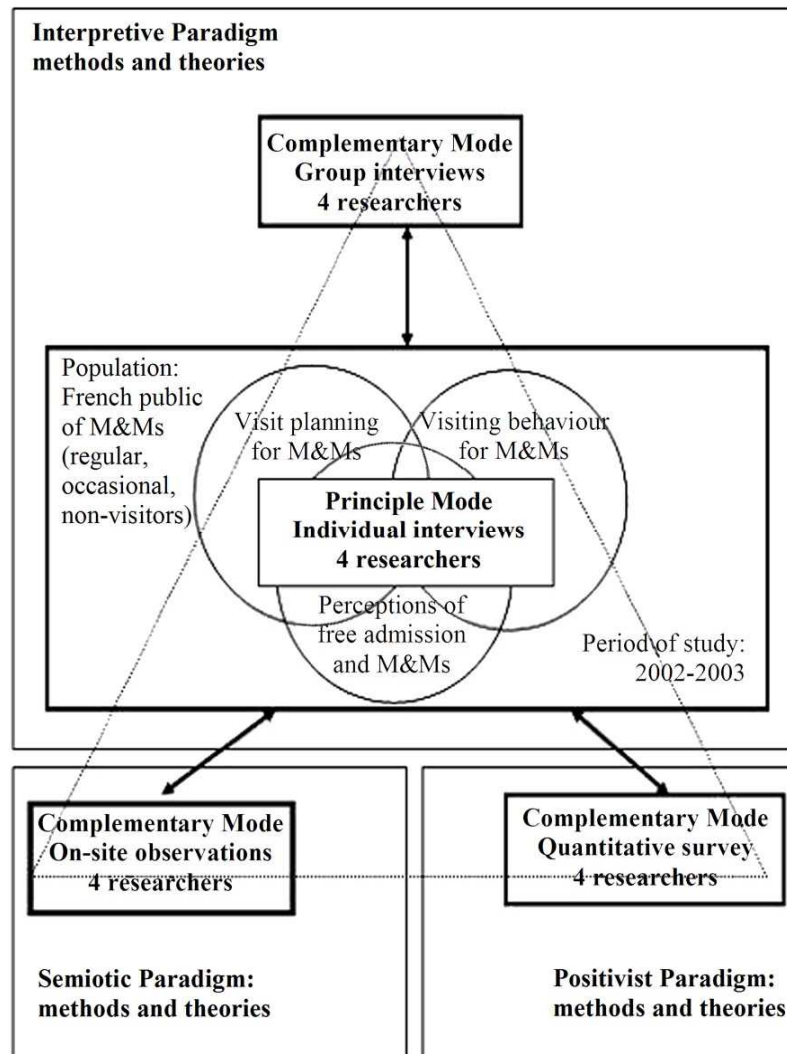 Interpretive Paradigm
methods and theories
Complementary Mode
Group interviews
4 researchers
Population:
French public
of M&Ms
(regular,
occasional,
non-visitors)
Visit planning
for M&Ms
Visiting behaviour
for M&Ms
Principle Mode
Individual interviews
4 researchers
Perceptions of
free admission
and M&Ms
Period of study:
2002-2003
Complementary Mode
On-site observations
4 researchers
Complementary Mode
Quantitative survey
4 researchers
Semiotic Paradigm:
methods and theories
Positivist Paradigm:
methods and theories